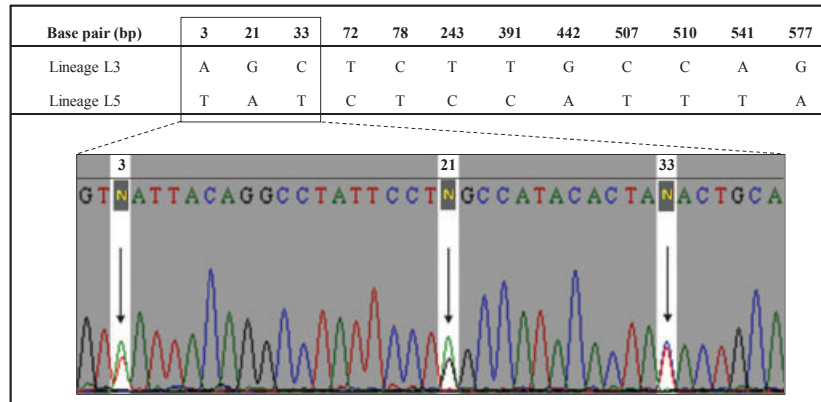 Base pair (bp) 3 21 33 72 78 243 391 442 507 510 541 577
Lineage L3 A G C T C T T G C C A G
Lineage L5 T A T C T C C A T T T A
3 21 33
GTNATTACAGGCCTATTCCTNGCCATACACTANACTGCA